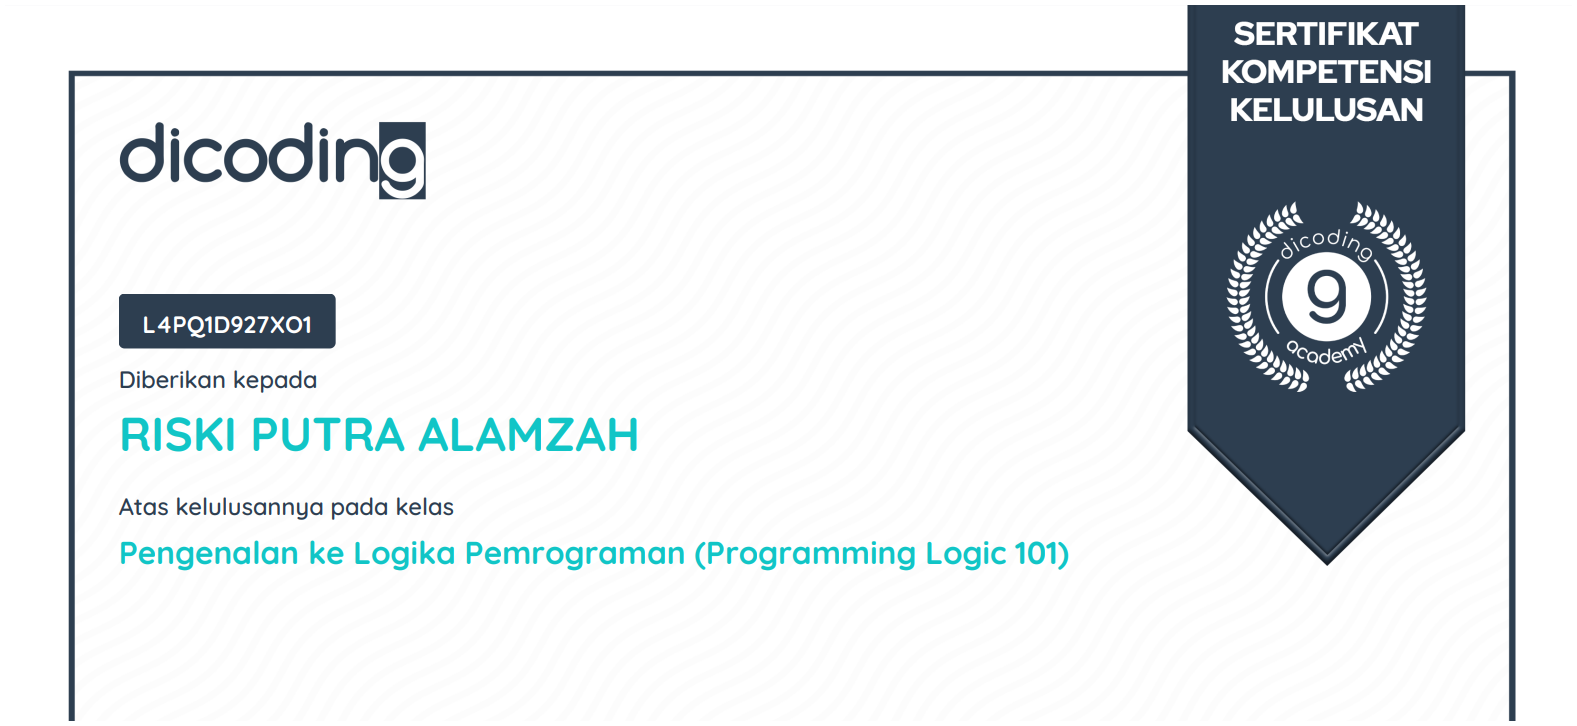 SERTIFIKAT
KOMPETENSI
KELULUSAN
dicoding
dicoding
9
academy
L4PQ1D927XO1
Diberikan kepada
RISKI PUTRA ALAMZAH
Atas kelulusannya pada kelas
Pengenalan ke Logika Pemrograman (Programming Logic 101)